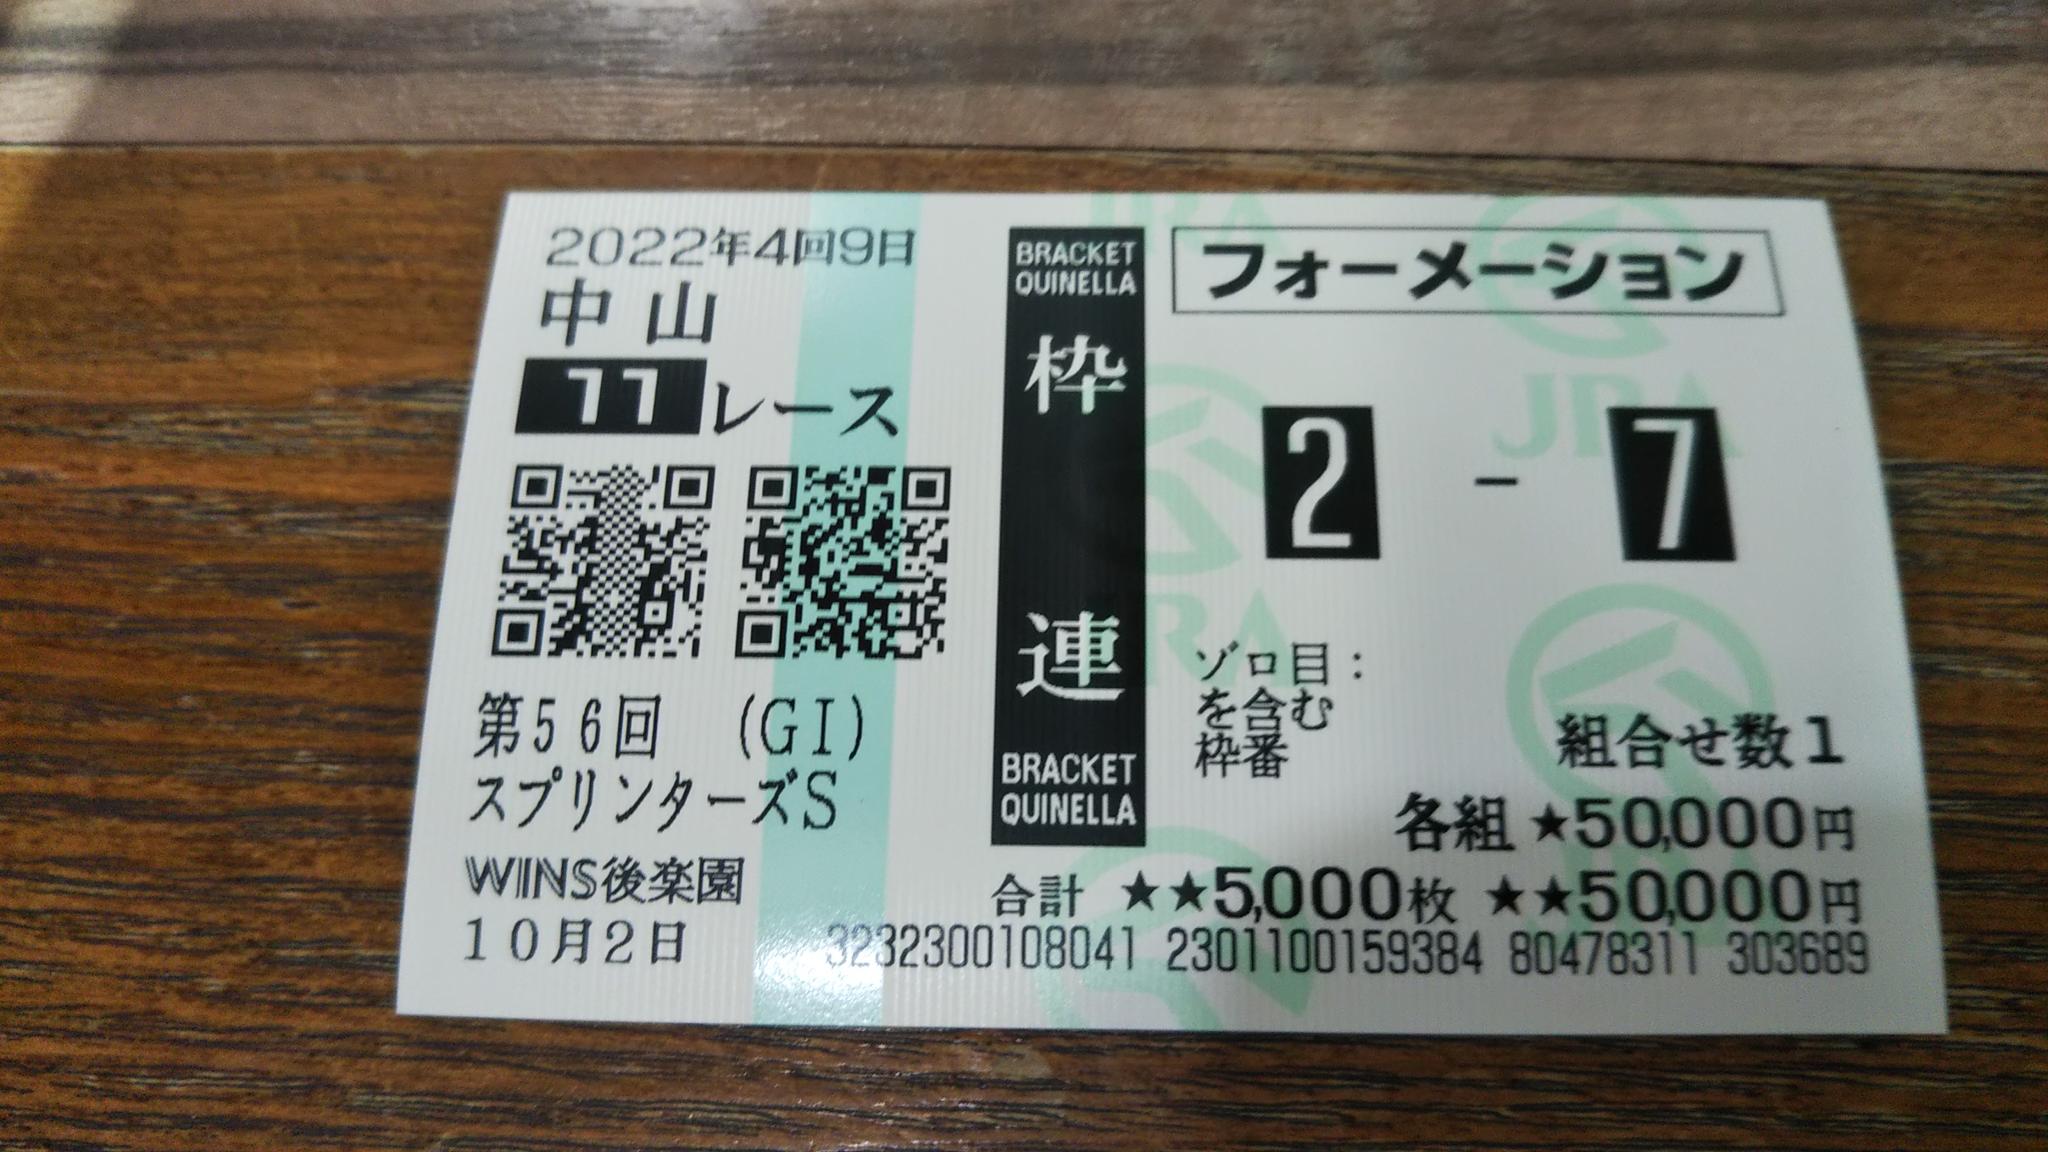 2022年4回9日
中山
11レース
第56回 (GI)
スプリンターズS
WINS後楽園
10月2日
BRACKET
QUINELLA
枠連
BRACKET
QUINELLA
フォーメーション
2 - 7
ゾロ目：
を含む
枠番
組合せ数1
各組 ★50,000円
合計 ★★5,000枚 ★★50,000円
3232300108041 2301100159384 80478311 303689
JRA
JRA
JRA
JRA